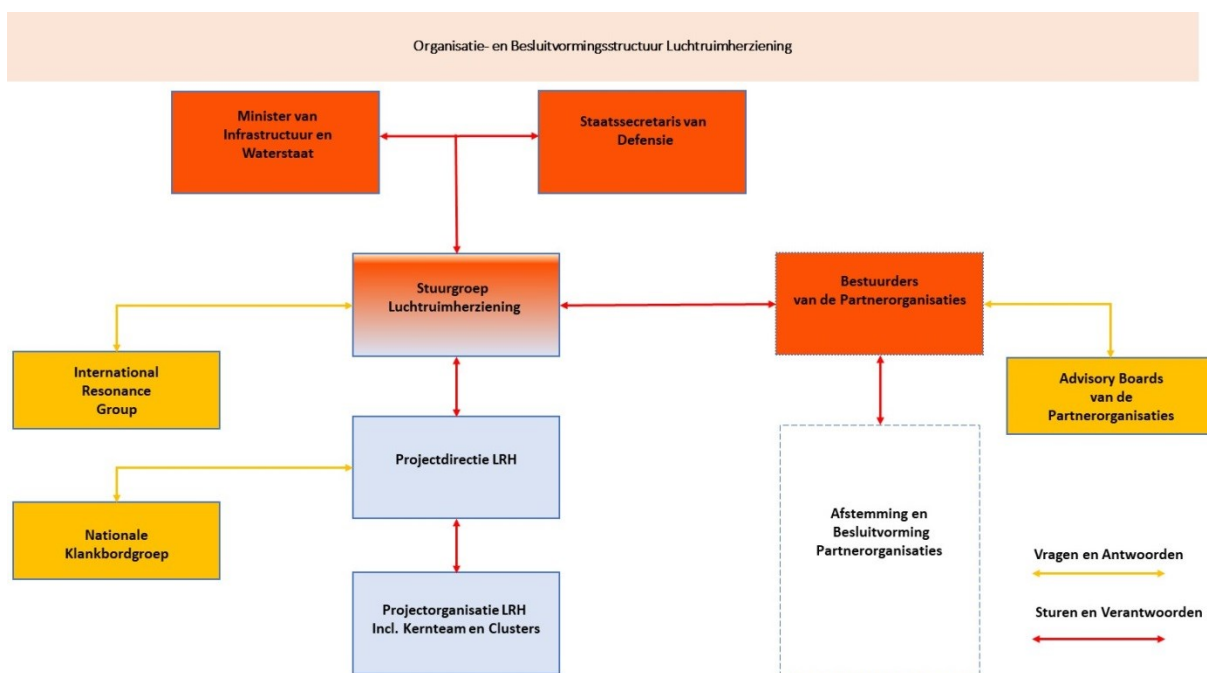 Organisatie- en Besluitvormingsstructuur Luchtruimherziening
Minister van
Infrastructuur en
Waterstaat
Staatssecretaris van
Defensie
Stuurgroep
Luchtruimherziening
Bestuurders
van de Partnerorganisaties
International
Resonance
Group
Advisory Boards
van de
Partnerorganisaties
Projectdirectie LRH
Nationale
Klankbordgroep
Afstemming en
Besluitvorming
Partnerorganisaties
Vragen en Antwoorden
Projectorganisatie LRH
Incl. Kernteam en Clusters
Sturen en Verantwoorden